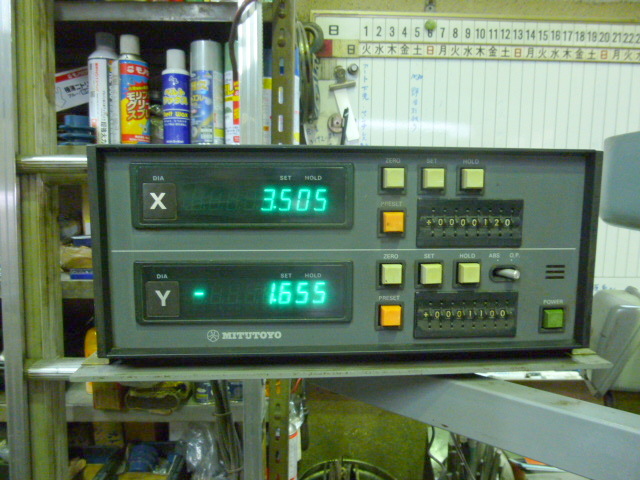 日 1 2 3 4 5 6 7 8 9 10 11 12 13 14 15 16 17 18 19 20 21
火 水 木 金 土 日 月 火 水 木 金 土 日 月 火 水 木 金 土 日 月
DIA SET HOLD
X 3.505
ZERO SET HOLD
PRESET
+0000120
DIA SET HOLD
Y - 1.655
ZERO SET HOLD ABS O.P.
PRESET
+0001100
POWER
MITUTOYO